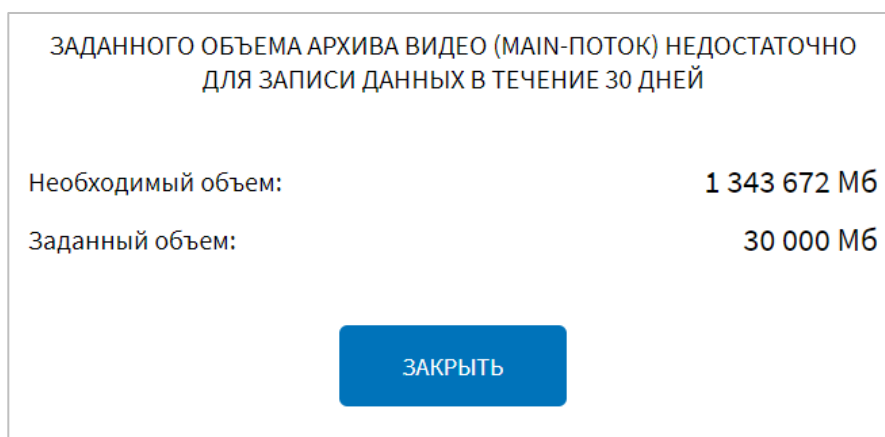 ЗАДАННОГО ОБЪЕМА АРХИВА ВИДЕО (MAIN-ПОТОК) НЕДОСТАТОЧНО
ДЛЯ ЗАПИСИ ДАННЫХ В ТЕЧЕНИЕ 30 ДНЕЙ
Необходимый объем: 1 343 672 Мб
Заданный объем: 30 000 Мб
ЗАКРЫТЬ